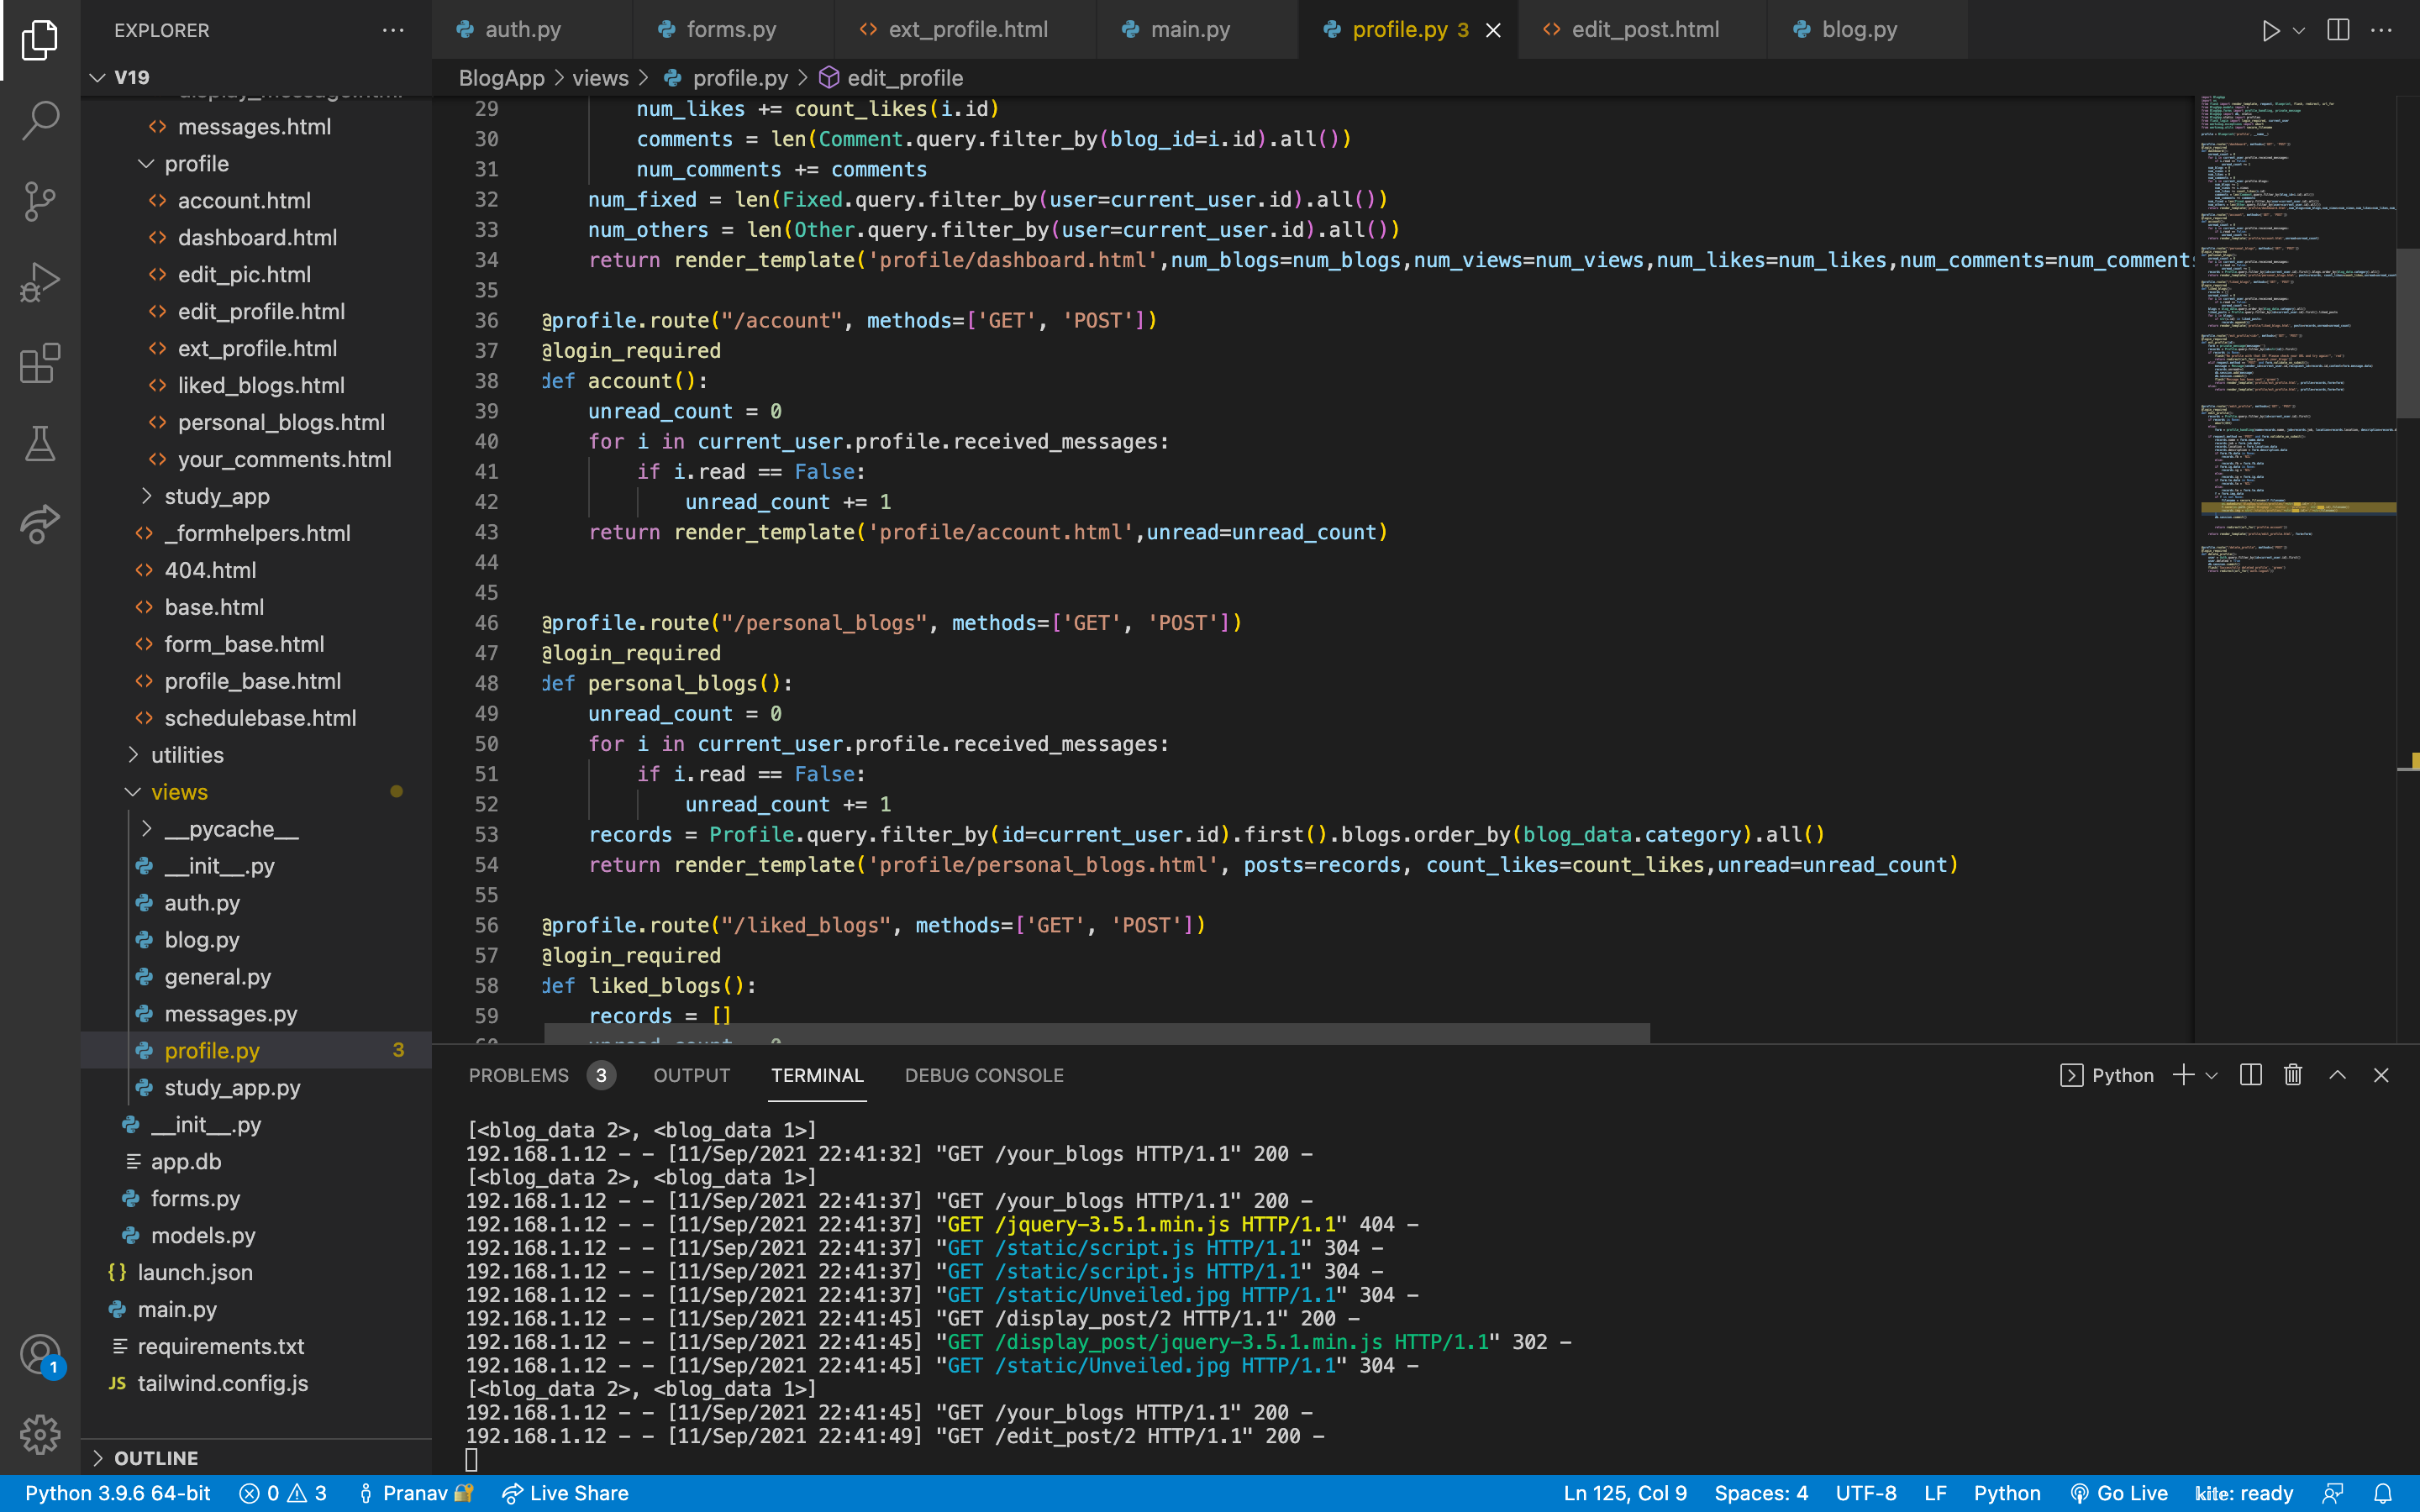 EXPLORER
V19
messages.html
profile
account.html
dashboard.html
edit_pic.html
edit_profile.html
ext_profile.html
liked_blogs.html
personal_blogs.html
your_comments.html
study_app
_formhelpers.html
404.html
base.html
form_base.html
profile_base.html
schedulebase.html
utilities
views
__pycache__
__init__.py
auth.py
blog.py
general.py
messages.py
profile.py 3
study_app.py
__init__.py
app.db
forms.py
models.py
{} launch.json
main.py
requirements.txt
JS tailwind.config.js
OUTLINE
1
auth.py forms.py <> ext_profile.html main.py profile.py 3 <> edit_post.html blog.py
BlogApp > views > profile.py > edit_profile
29 num_likes += count_likes(i.id)
30 comments = len(Comment.query.filter_by(blog_id=i.id).all())
31 num_comments += comments
32 num_fixed = len(Fixed.query.filter_by(user=current_user.id).all())
33 num_others = len(Other.query.filter_by(user=current_user.id).all())
34 return render_template('profile/dashboard.html',num_blogs=num_blogs,num_views=num_views,num_likes=num_likes,num_comments=num_comment
35
36 @profile.route("/account", methods=['GET', 'POST'])
37 @login_required
38 def account():
39 unread_count = 0
40 for i in current_user.profile.received_messages:
41 if i.read == False:
42 unread_count += 1
43 return render_template('profile/account.html',unread=unread_count)
44
45
46 @profile.route("/personal_blogs", methods=['GET', 'POST'])
47 @login_required
48 def personal_blogs():
49 unread_count = 0
50 for i in current_user.profile.received_messages:
51 if i.read == False:
52 unread_count += 1
53 records = Profile.query.filter_by(id=current_user.id).first().blogs.order_by(blog_data.category).all()
54 return render_template('profile/personal_blogs.html', posts=records, count_likes=count_likes,unread=unread_count)
55
56 @profile.route("/liked_blogs", methods=['GET', 'POST'])
57 @login_required
58 def liked_blogs():
59 records = []
PROBLEMS 3 OUTPUT TERMINAL DEBUG CONSOLE Python
[<blog_data 2>, <blog_data 1>]
192.168.1.12 - - [11/Sep/2021 22:41:32] "GET /your_blogs HTTP/1.1" 200 -
[<blog_data 2>, <blog_data 1>]
192.168.1.12 - - [11/Sep/2021 22:41:37] "GET /your_blogs HTTP/1.1" 200 -
192.168.1.12 - - [11/Sep/2021 22:41:37] "GET /jquery-3.5.1.min.js HTTP/1.1" 404 -
192.168.1.12 - - [11/Sep/2021 22:41:37] "GET /static/script.js HTTP/1.1" 304 -
192.168.1.12 - - [11/Sep/2021 22:41:37] "GET /static/script.js HTTP/1.1" 304 -
192.168.1.12 - - [11/Sep/2021 22:41:37] "GET /static/Unveiled.jpg HTTP/1.1" 304 -
192.168.1.12 - - [11/Sep/2021 22:41:45] "GET /display_post/2 HTTP/1.1" 200 -
192.168.1.12 - - [11/Sep/2021 22:41:45] "GET /display_post/jquery-3.5.1.min.js HTTP/1.1" 302 -
192.168.1.12 - - [11/Sep/2021 22:41:45] "GET /static/Unveiled.jpg HTTP/1.1" 304 -
[<blog_data 2>, <blog_data 1>]
192.168.1.12 - - [11/Sep/2021 22:41:45] "GET /your_blogs HTTP/1.1" 200 -
192.168.1.12 - - [11/Sep/2021 22:41:49] "GET /edit_post/2 HTTP/1.1" 200 -
Python 3.9.6 64-bit 0 3 Pranav Live Share Ln 125, Col 9 Spaces: 4 UTF-8 LF Python Go Live kite: ready